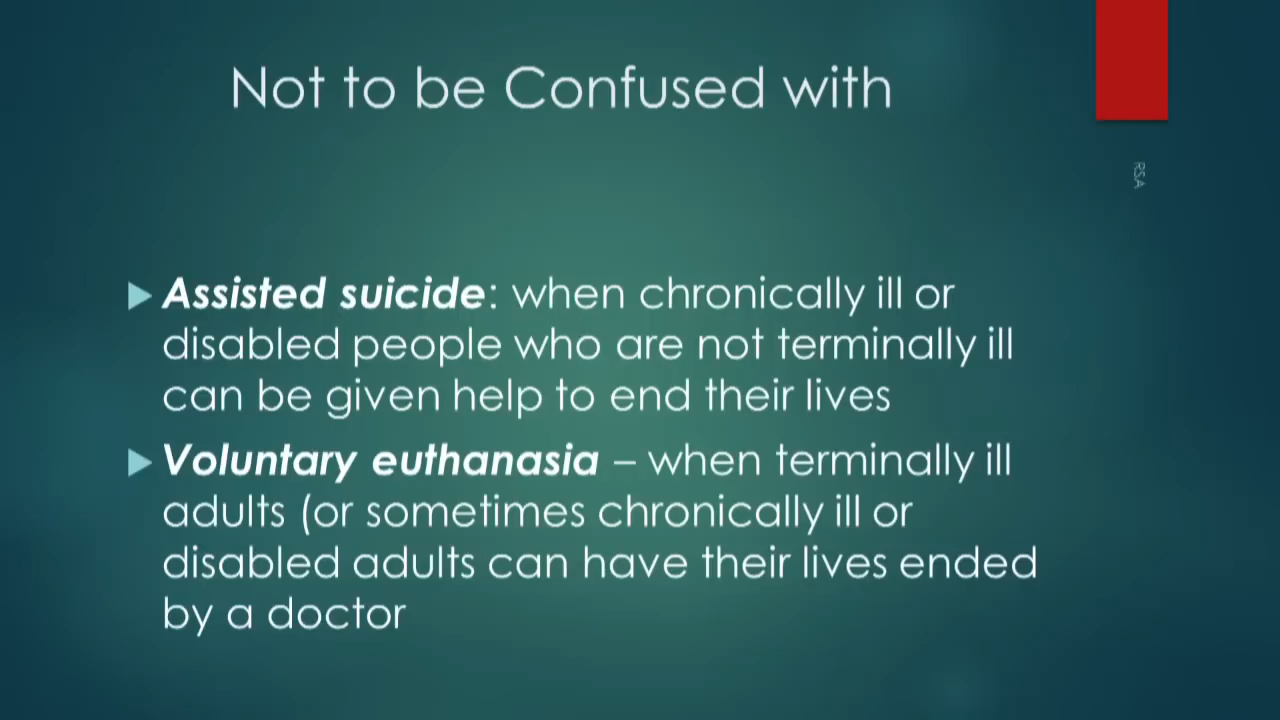 Not to be Confused with
RSA
Assisted suicide: when chronically ill or
disabled people who are not terminally ill
can be given help to end their lives
Voluntary euthanasia – when terminally ill
adults (or sometimes chronically ill or
disabled adults can have their lives ended
by a doctor